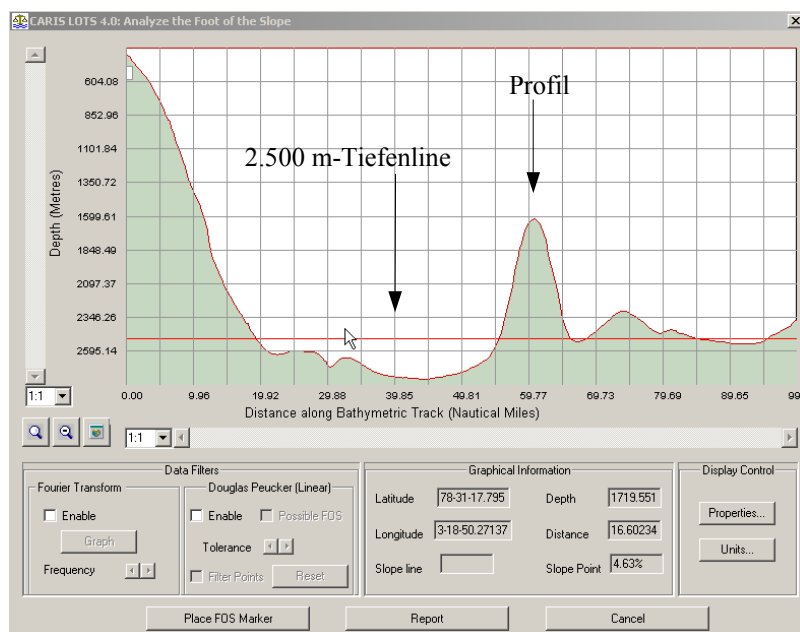 CARIS LOTS 4.0: Analyze the Foot of the Slope
Profil
2.500 m-Tiefenline
Depth (Metres)
604.08
852.96
1101.84
1350.72
1599.61
1848.49
2097.37
2346.26
2595.14
1:1
0.00 9.96 19.92 29.88 39.85 49.81 59.77 69.73 79.69 89.65 99
Distance along Bathymetric Track (Nautical Miles)
1:1
Data Filters
Fourier Transform
Enable
Graph
Frequency
Douglas Peucker (Linear)
Enable Possible FOS
Tolerance
Filter Points Reset
Graphical Information
Latitude 78-31-17.795 Depth 1719.551
Longitude 3-18-50.27137 Distance 16.60234
Slope line Slope Point 4.63%
Display Control
Properties...
Units...
Place FOS Marker Report Cancel